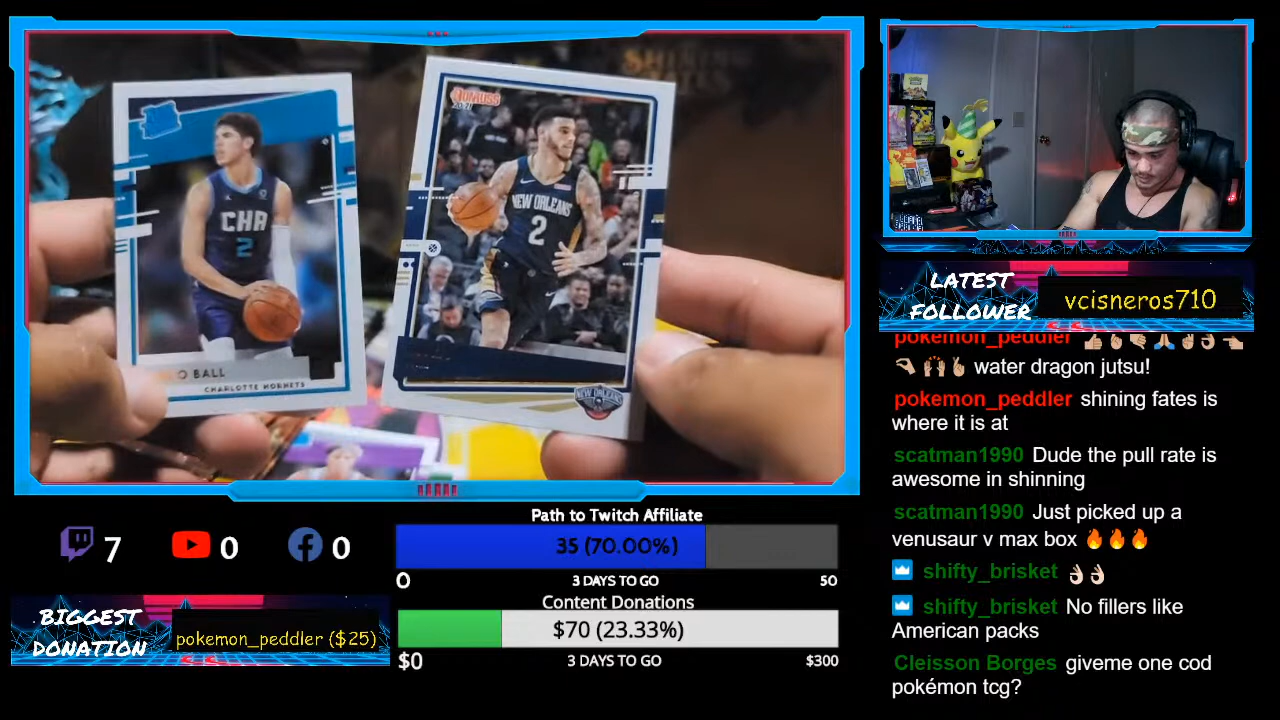 CHA
2
O BALL
CHARLOTTE HORNETS
DONRUSS
NEW ORLEANS
2
NEW ORLEANS
LATEST
FOLLOWER
vcisneros710
pokemon_peddler 👍🏼👌🏼🙏🏼
water dragon jutsu!
pokemon_peddler shining fates is
where it is at
scatman1990 Dude the pull rate is
awesome in shinning
scatman1990 Just picked up a
venusaur v max box 🔥🔥🔥
shifty_brisket 👌🏼👌🏼
shifty_brisket No fillers like
American packs
Cleisson Borges giveme one cod
pokémon tcg?
7
0
0
BIGGEST
DONATION
pokemon_peddler ($25)
Path to Twitch Affiliate
35 (70.00%)
0
3 DAYS TO GO
50
Content Donations
$70 (23.33%)
$0
3 DAYS TO GO
$300